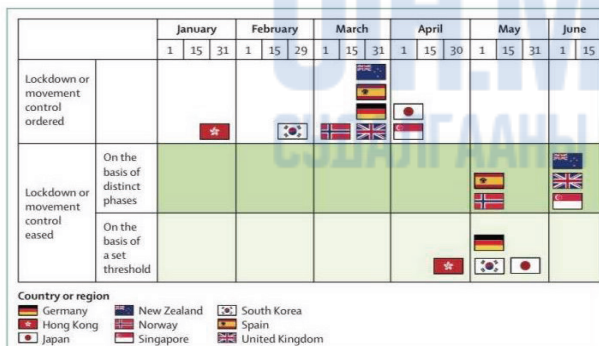 January February March April May June
1 15 31 1 15 29 1 15 31 1 15 30 1 15 31 1 15
Lockdown or
movement
control
ordered
Lockdown or
movement
control
eased
On the
basis of
distinct
phases
On the
basis of
a set
threshold
Country or region
Germany New Zealand South Korea
Hong Kong Norway Spain
Japan Singapore United Kingdom
СУДАЛГААНЫ